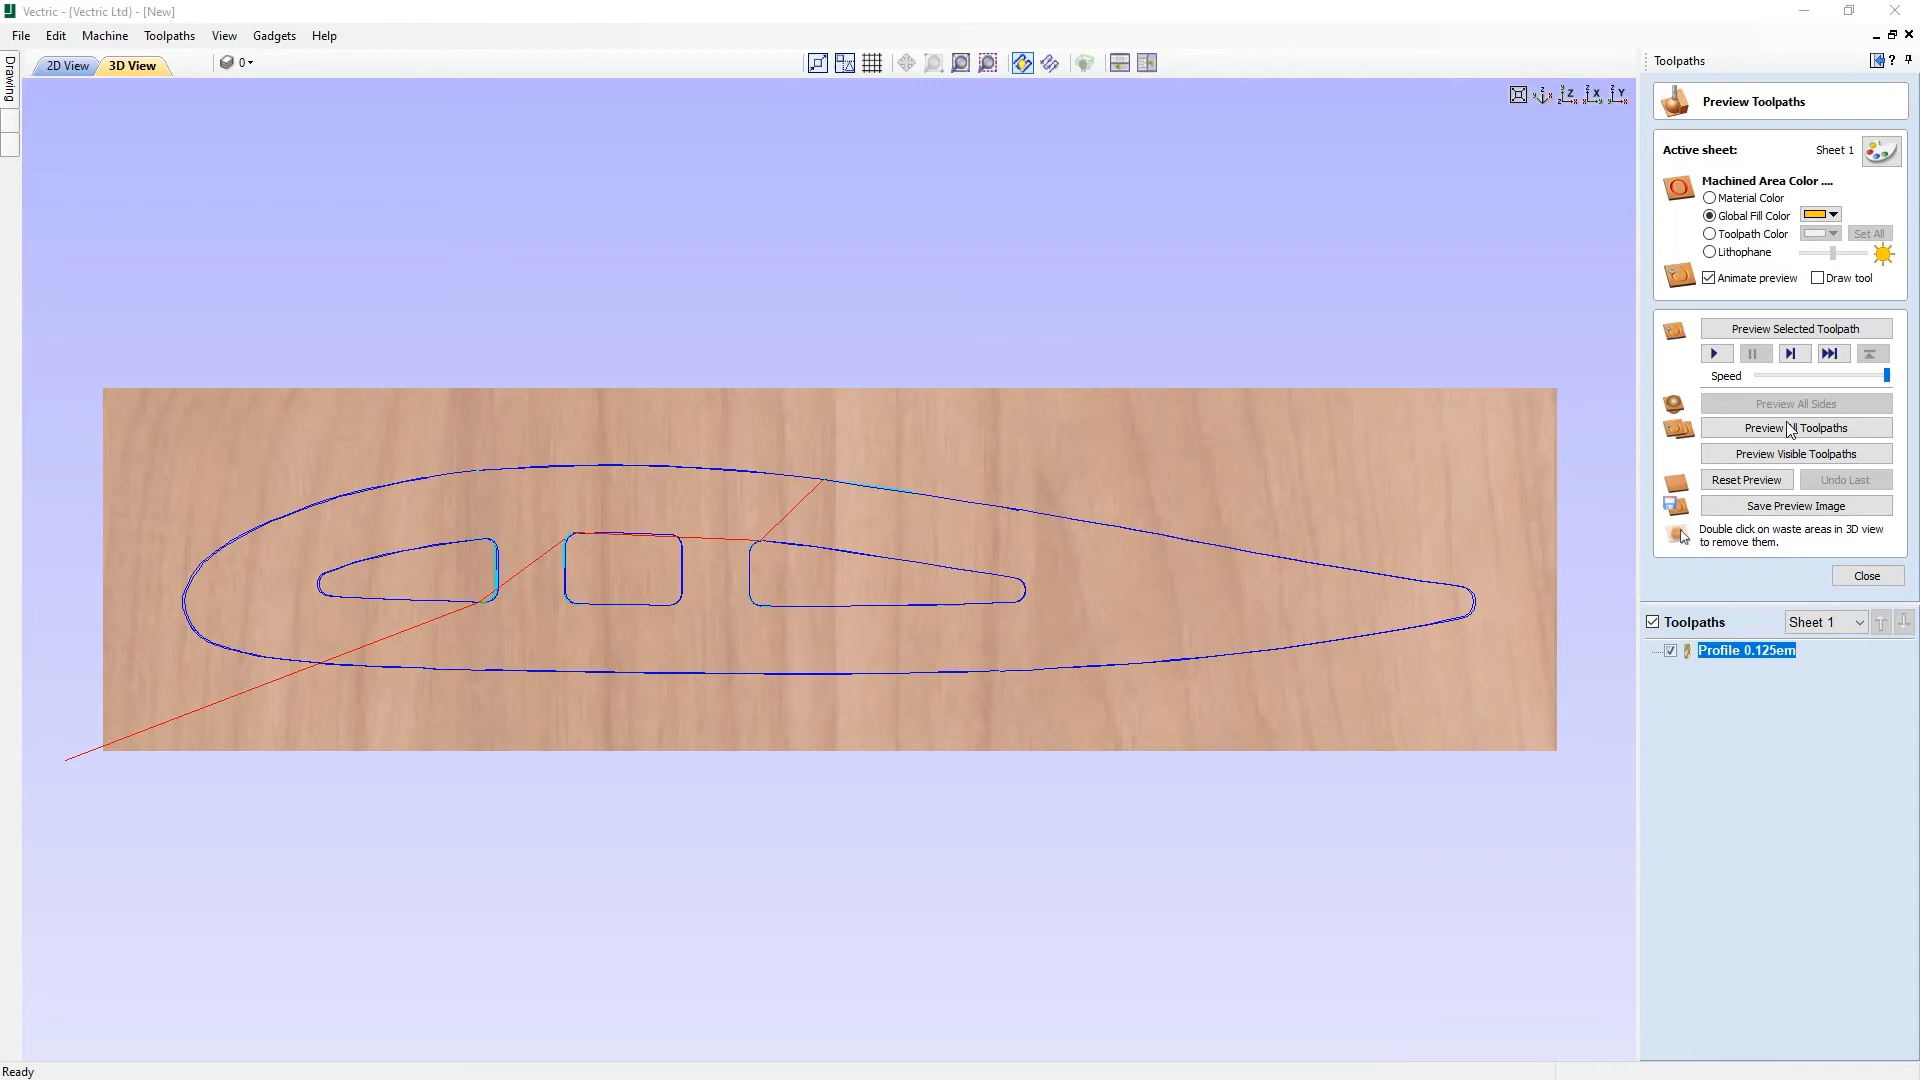 Vectric - {Vectric Ltd} - [New]
File Edit Machine Toolpaths View Gadgets Help
Drawing
2D View 3D View 0
Toolpaths
Z X Y
Preview Toolpaths
Active sheet: Sheet 1
Machined Area Color ....
Material Color
Global Fill Color
Toolpath Color Set All
Lithophane
Animate preview Draw tool
Preview Selected Toolpath
Speed
Preview All Sides
Preview All Toolpaths
Preview Visible Toolpaths
Reset Preview Undo Last
Save Preview Image
Double click on waste areas in 3D view
to remove them.
Close
Toolpaths Sheet 1
Profile 0.125em
Ready